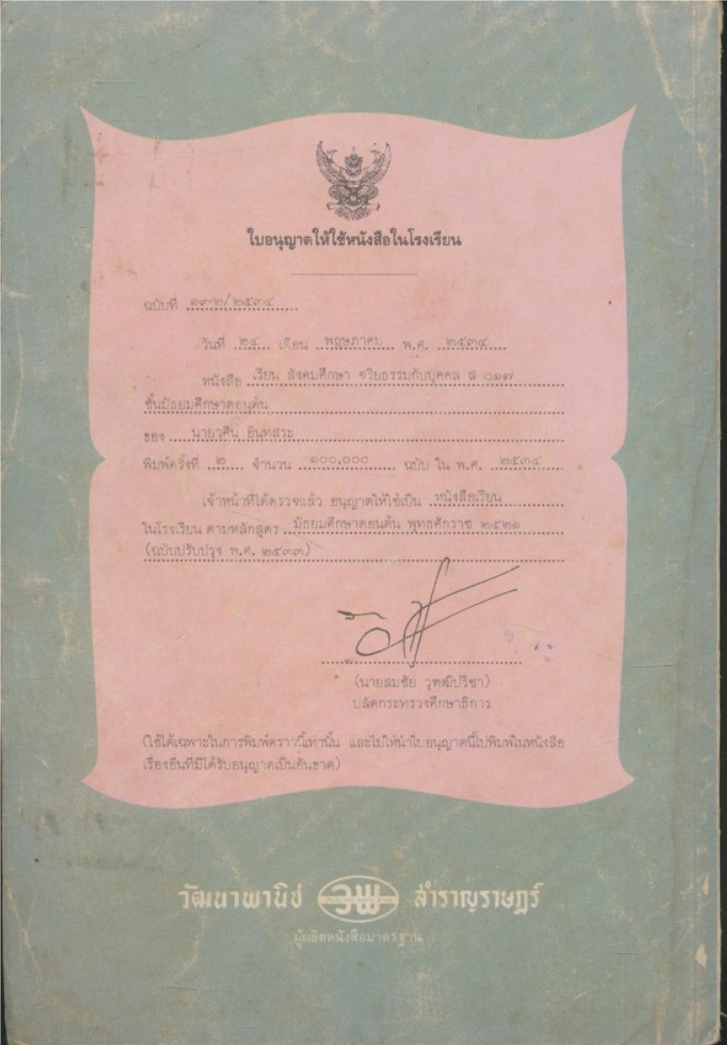 ใบอนุญาตให้ใช้หนังสือในโรงเรียน
ฉบับที่ ๑๓๒/๒๕๓๔
วันที่ ๒๔ เดือน พฤษภาคม พ.ศ. ๒๕๓๔
หนังสือ เรียน สังคมศึกษา จริยธรรมกับบุคคล ส ๐๑๗
ชั้นมัธยมศึกษาตอนต้น
ของ นายวศิน อินทสระ
พิมพ์ครั้งที่ ๒ จำนวน ๑๐๐,๐๐๐ ฉบับ ใน พ.ศ. ๒๕๓๔
เจ้าหน้าที่ได้ตรวจแล้ว อนุญาตให้ใช้เป็น หนังสือเรียน
ในโรงเรียน ตามหลักสูตร มัธยมศึกษาตอนต้น พุทธศักราช ๒๕๒๑
(ฉบับปรับปรุง พ.ศ. ๒๕๓๓)
(นายสมชัย วุฑฒิปรีชา)
ปลัดกระทรวงศึกษาธิการ
(ใช้ได้เฉพาะในการพิมพ์คราวนี้เท่านั้น และไม่ให้นำใบอนุญาตนี้ไปพิมพ์ในหนังสือ
เรื่องอื่นที่มิได้รับอนุญาตเป็นอันขาด)
วัฒนาพานิช วพ สำราญราษฎร์
ผู้ผลิตหนังสือมาตรฐาน